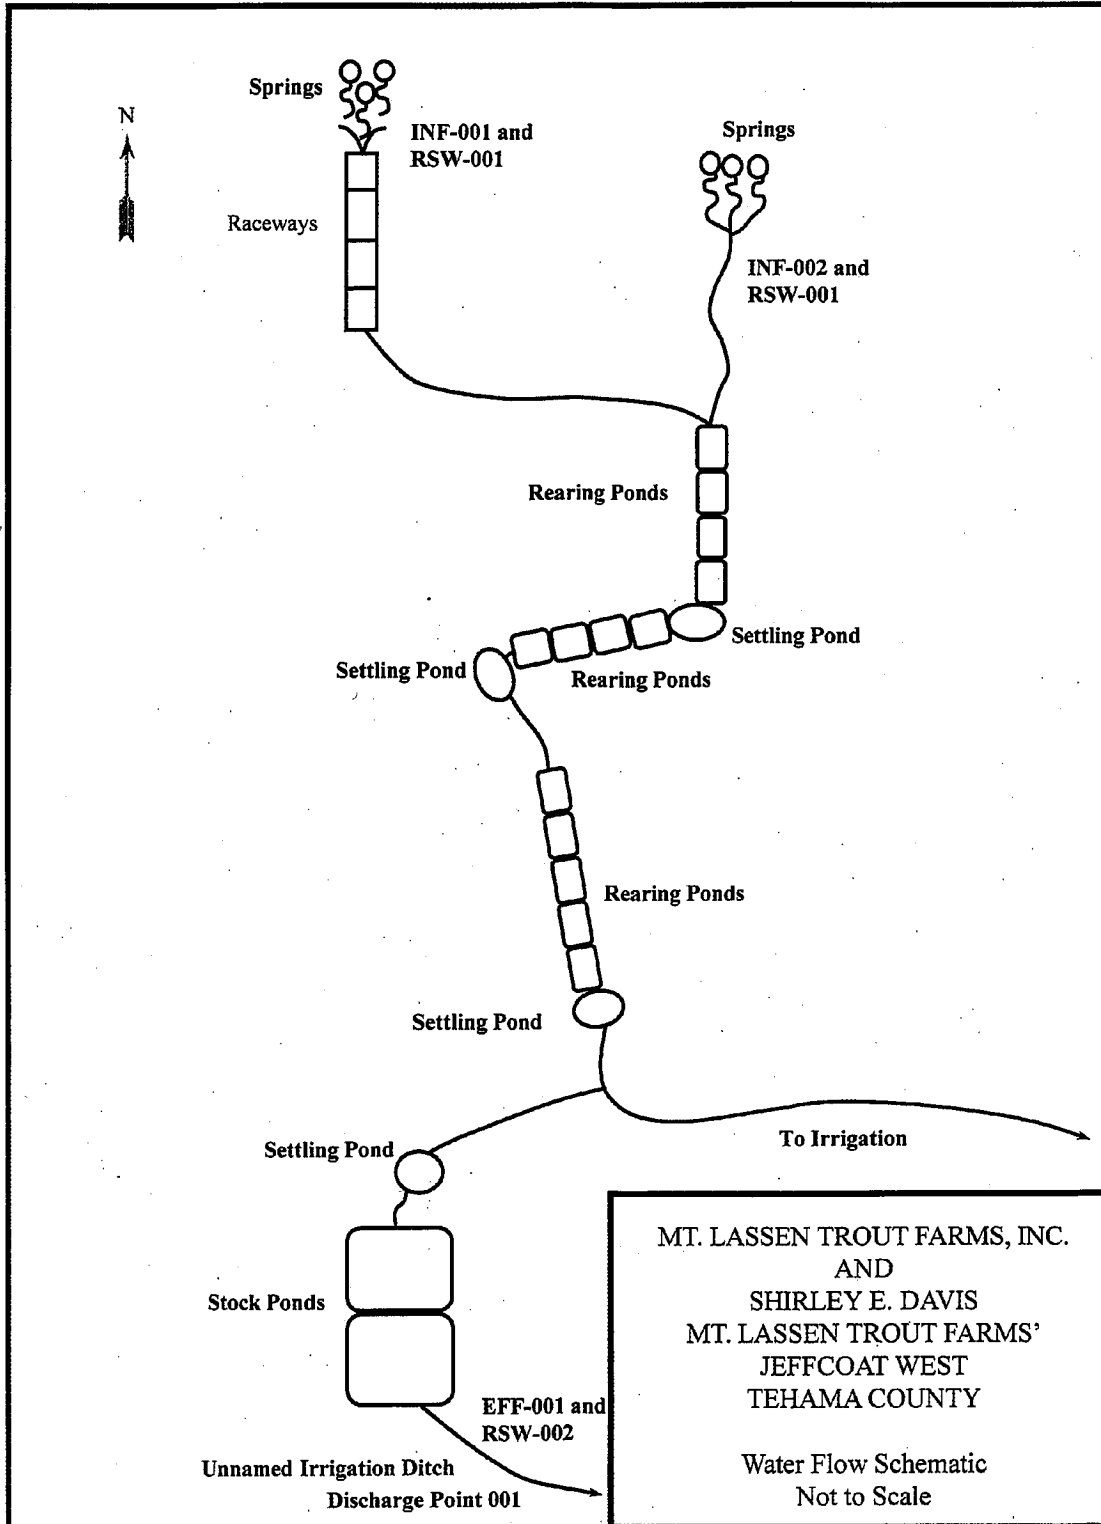 Springs
N
INF-001 and
RSW-001
Springs
Raceways
INF-002 and
RSW-001
Rearing Ponds
Settling Pond
Settling Pond
Rearing Ponds
Rearing Ponds
Settling Pond
To Irrigation
Settling Pond
Stock Ponds
EFF-001 and
RSW-002
Unnamed Irrigation Ditch
Discharge Point 001
MT. LASSEN TROUT FARMS, INC.
AND
SHIRLEY E. DAVIS
MT. LASSEN TROUT FARMS'
JEFFCOAT WEST
TEHAMA COUNTY
Water Flow Schematic
Not to Scale